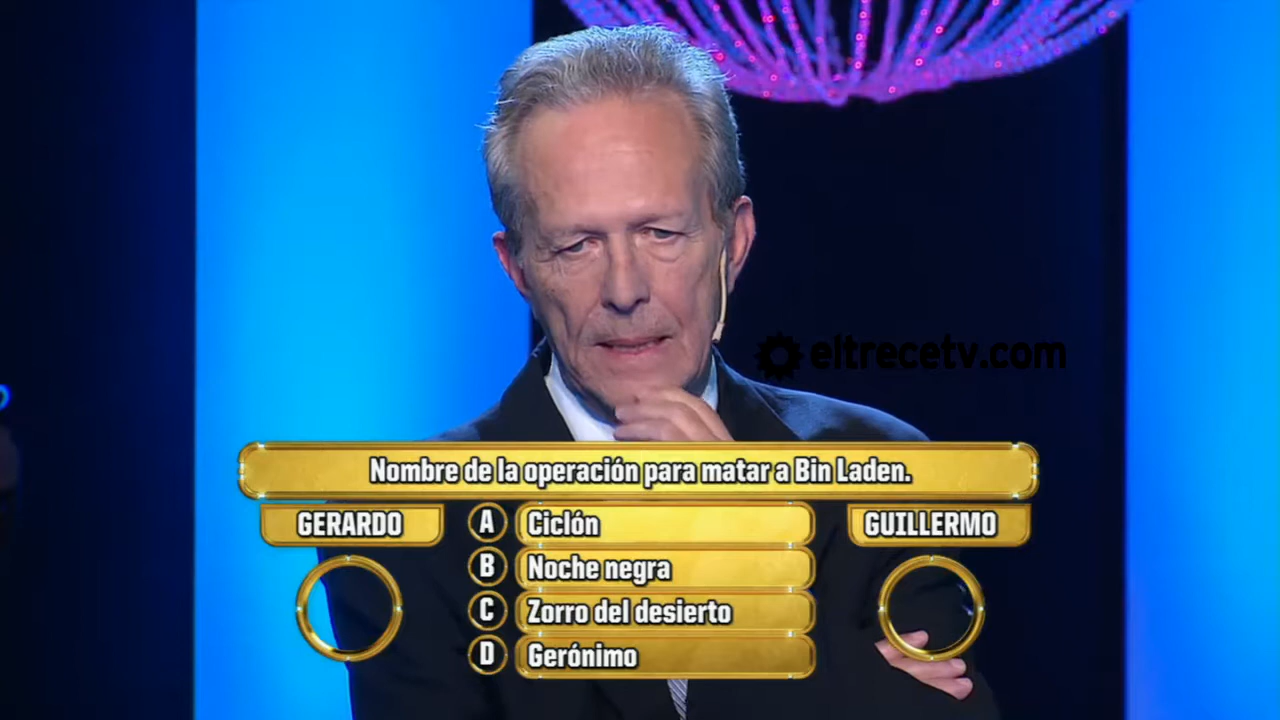 eltrecetv.com
Nombre de la operación para matar a Bin Laden.
GERARDO
GUILLERMO
A Ciclón
B Noche negra
C Zorro del desierto
D Gerónimo